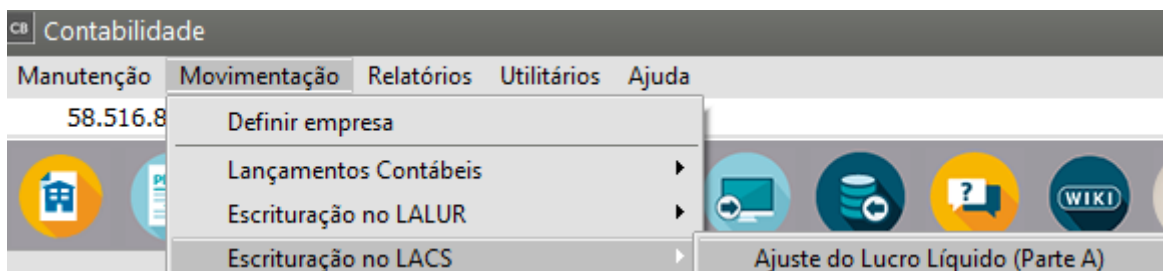 CB Contabilidade
Manutenção Movimentação Relatórios Utilitários Ajuda
58.516.8
Definir empresa
Lançamentos Contábeis
Escrituração no LALUR
Escrituração no LACS
Ajuste do Lucro Líquido (Parte A)
?
WIKI